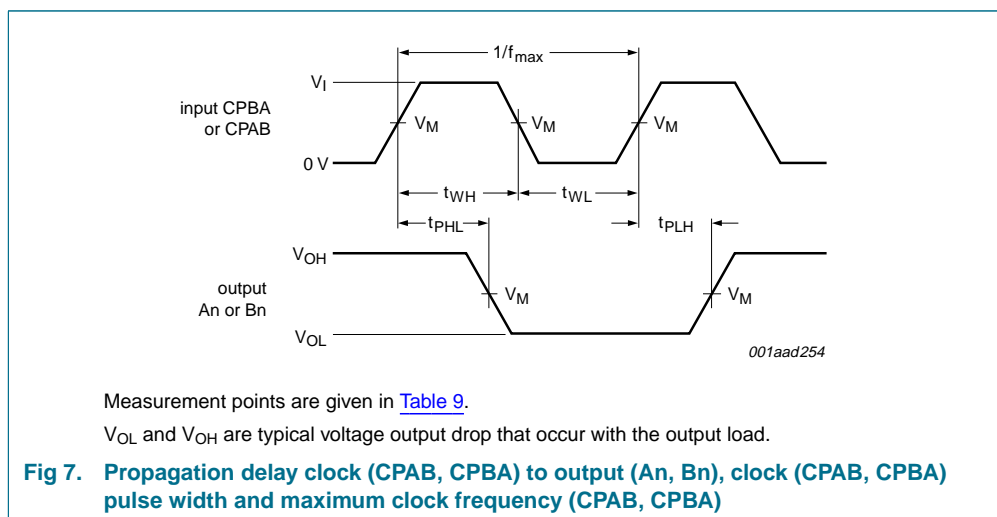 1/fmax
VI
input CPBA
or CPAB
VM
VM
VM
0 V
tWH
tWL
tPHL
tPLH
VOH
output
An or Bn
VM
VM
VOL
001aad254
Measurement points are given in Table 9.
VOL and VOH are typical voltage output drop that occur with the output load.
Fig 7. Propagation delay clock (CPAB, CPBA) to output (An, Bn), clock (CPAB, CPBA)
pulse width and maximum clock frequency (CPAB, CPBA)